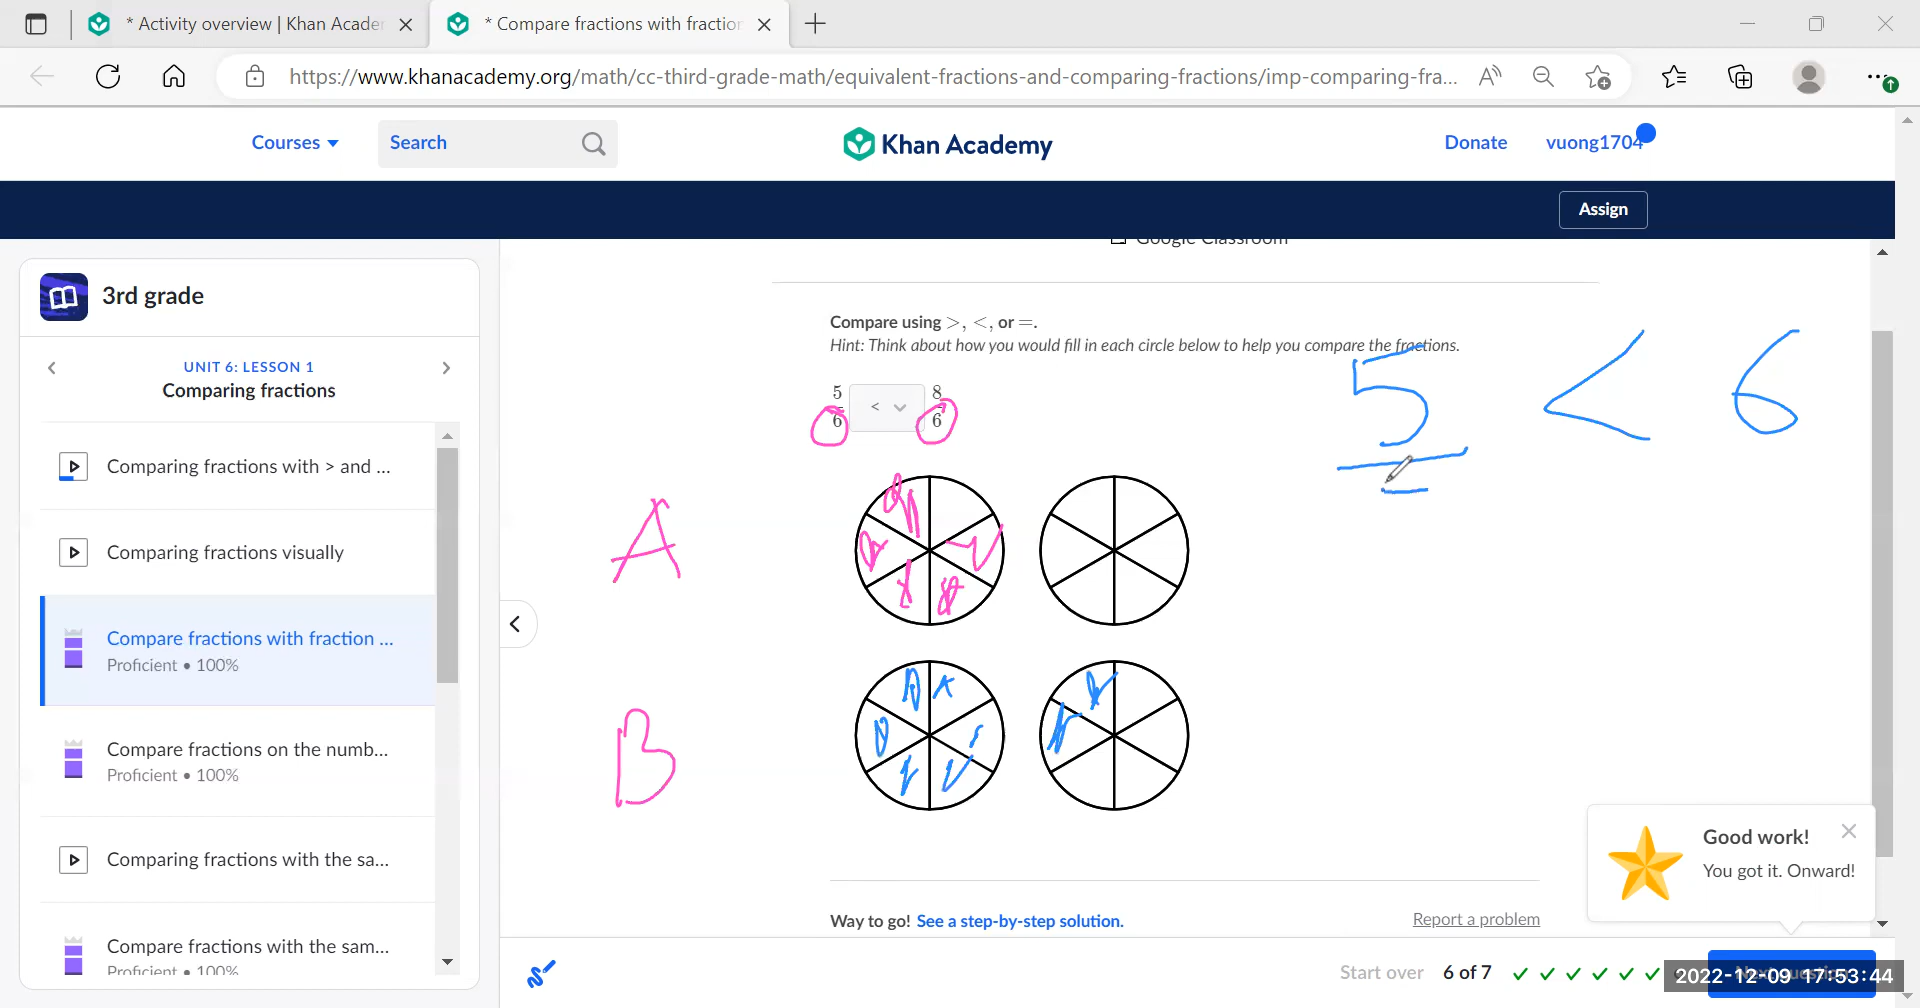 * Activity overview | Khan Acade
* Compare fractions with fractio
https://www.khanacademy.org/math/cc-third-grade-math/equivalent-fractions-and-comparing-fractions/imp-comparing-fra...
Courses
Search
Khan Academy
Donate
vuong1704
Assign
Google Classroom
3rd grade
UNIT 6: LESSON 1
Comparing fractions
Comparing fractions with > and ...
Comparing fractions visually
Compare fractions with fraction ...
Proficient • 100%
Compare fractions on the numb...
Proficient • 100%
Comparing fractions with the sa...
Compare fractions with the sam...
Proficient • 100%
Compare using >, <, or =.
Hint: Think about how you would fill in each circle below to help you compare the fractions.
5 8
<
6 6
5 < 6
A
B
Good work!
You got it. Onward!
Way to go! See a step-by-step solution.
Report a problem
Start over
6 of 7
2022-12-09 17:53:44